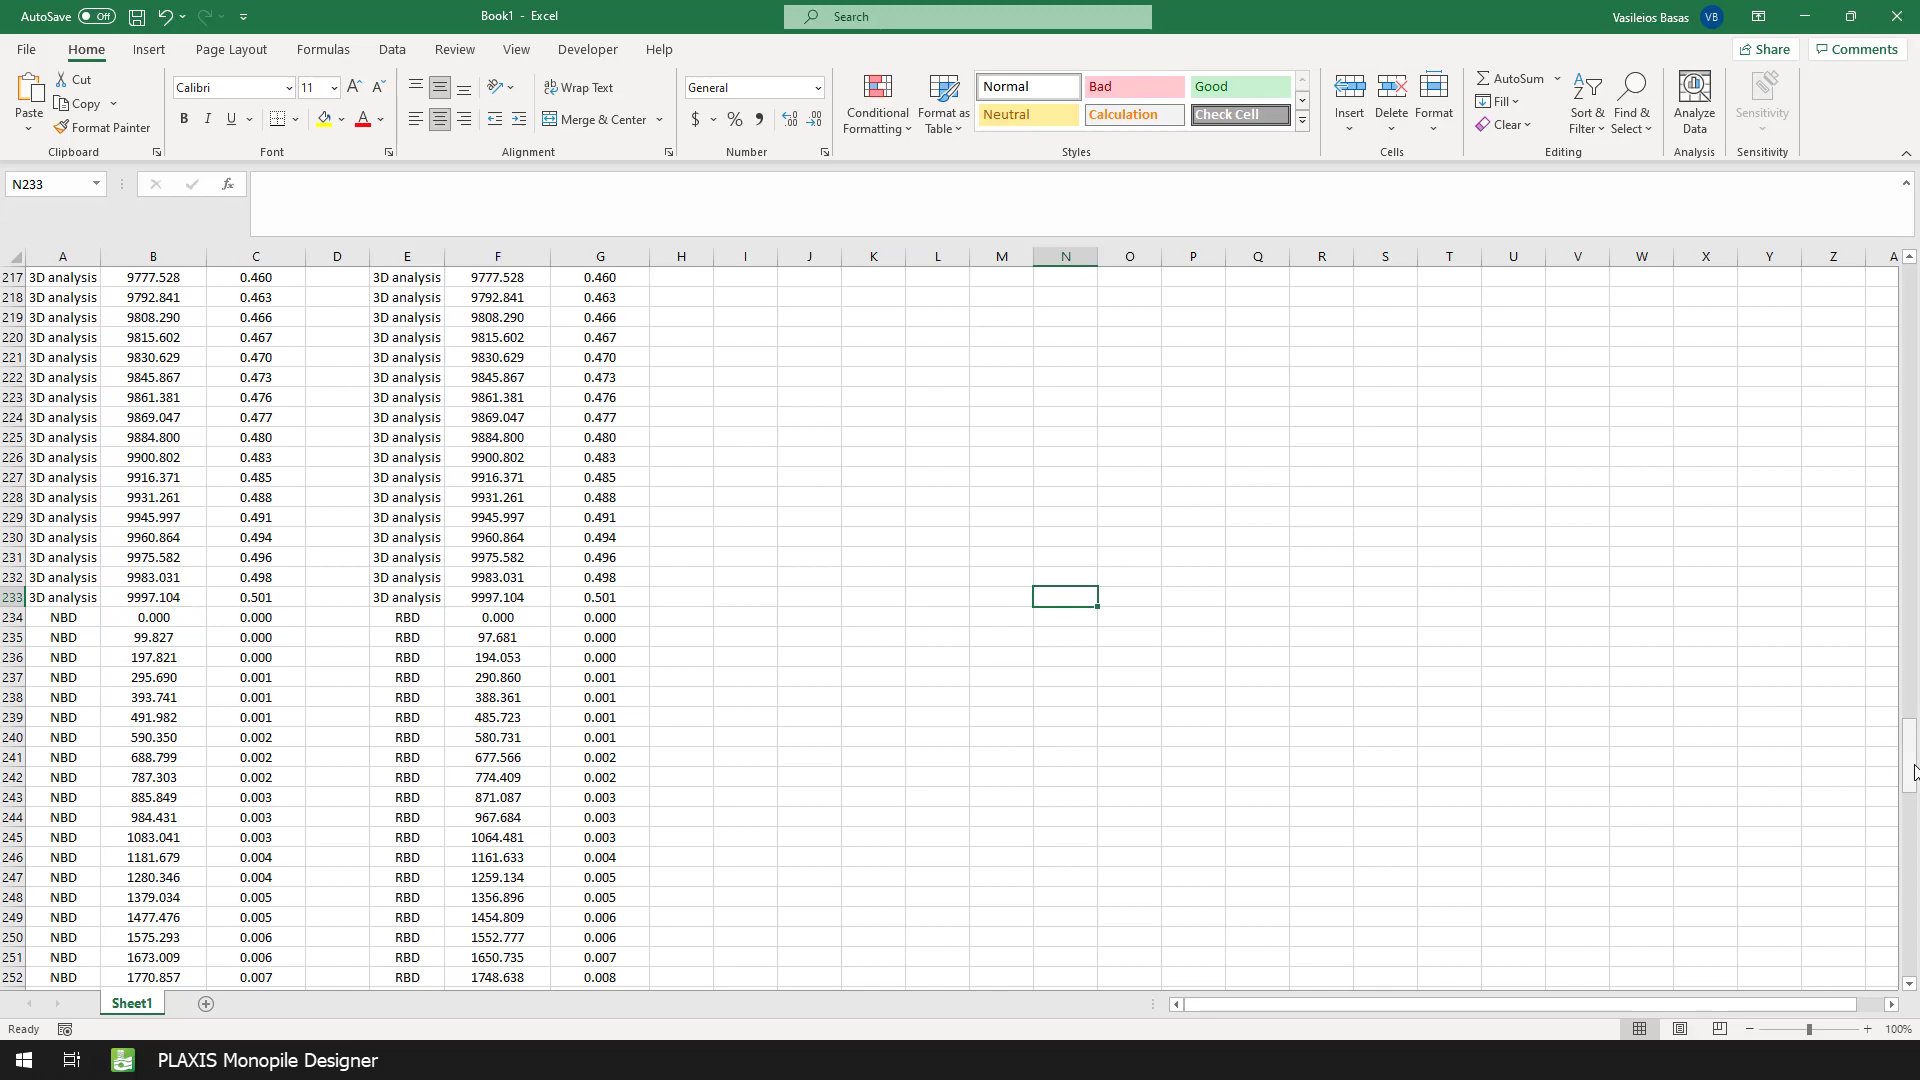 AutoSave Off Book1 - Excel Search Vasileios Basas VB
File Home Insert Page Layout Formulas Data Review View Developer Help Share Comments
Cut Calibri 11 Wrap Text General Normal Bad Good AutoSum
Paste Copy Conditional Formatting Format as Table Insert Delete Format Fill Sort & Filter Find & Select Analyze Data Sensitivity
Format Painter B I U A Merge & Center $ % Neutral Calculation Check Cell Clear
Clipboard Font Alignment Number Styles Cells Editing Analysis Sensitivity
N233 fx
A B C D E F G H I J K L M N O P Q R S T U V W X Y Z A
217 3D analysis 9777.528 0.460 3D analysis 9777.528 0.460
218 3D analysis 9792.841 0.463 3D analysis 9792.841 0.463
219 3D analysis 9808.290 0.466 3D analysis 9808.290 0.466
220 3D analysis 9815.602 0.467 3D analysis 9815.602 0.467
221 3D analysis 9830.629 0.470 3D analysis 9830.629 0.470
222 3D analysis 9845.867 0.473 3D analysis 9845.867 0.473
223 3D analysis 9861.381 0.476 3D analysis 9861.381 0.476
224 3D analysis 9869.047 0.477 3D analysis 9869.047 0.477
225 3D analysis 9884.800 0.480 3D analysis 9884.800 0.480
226 3D analysis 9900.802 0.483 3D analysis 9900.802 0.483
227 3D analysis 9916.371 0.485 3D analysis 9916.371 0.485
228 3D analysis 9931.261 0.488 3D analysis 9931.261 0.488
229 3D analysis 9945.997 0.491 3D analysis 9945.997 0.491
230 3D analysis 9960.864 0.494 3D analysis 9960.864 0.494
231 3D analysis 9975.582 0.496 3D analysis 9975.582 0.496
232 3D analysis 9983.031 0.498 3D analysis 9983.031 0.498
233 3D analysis 9997.104 0.501 3D analysis 9997.104 0.501
234 NBD 0.000 0.000 RBD 0.000 0.000
235 NBD 99.827 0.000 RBD 97.681 0.000
236 NBD 197.821 0.000 RBD 194.053 0.000
237 NBD 295.690 0.001 RBD 290.860 0.001
238 NBD 393.741 0.001 RBD 388.361 0.001
239 NBD 491.982 0.001 RBD 485.723 0.001
240 NBD 590.350 0.002 RBD 580.731 0.002
241 NBD 688.799 0.002 RBD 677.566 0.002
242 NBD 787.303 0.002 RBD 774.409 0.002
243 NBD 885.849 0.003 RBD 871.087 0.003
244 NBD 984.431 0.003 RBD 967.684 0.003
245 NBD 1083.041 0.003 RBD 1064.481 0.003
246 NBD 1181.679 0.004 RBD 1161.633 0.004
247 NBD 1280.346 0.004 RBD 1259.134 0.005
248 NBD 1379.034 0.005 RBD 1356.896 0.005
249 NBD 1477.476 0.005 RBD 1454.809 0.006
250 NBD 1575.293 0.006 RBD 1552.777 0.006
251 NBD 1673.009 0.006 RBD 1650.735 0.007
252 NBD 1770.857 0.007 RBD 1748.638 0.008
Sheet1
Ready 100%
PLAXIS Monopile Designer